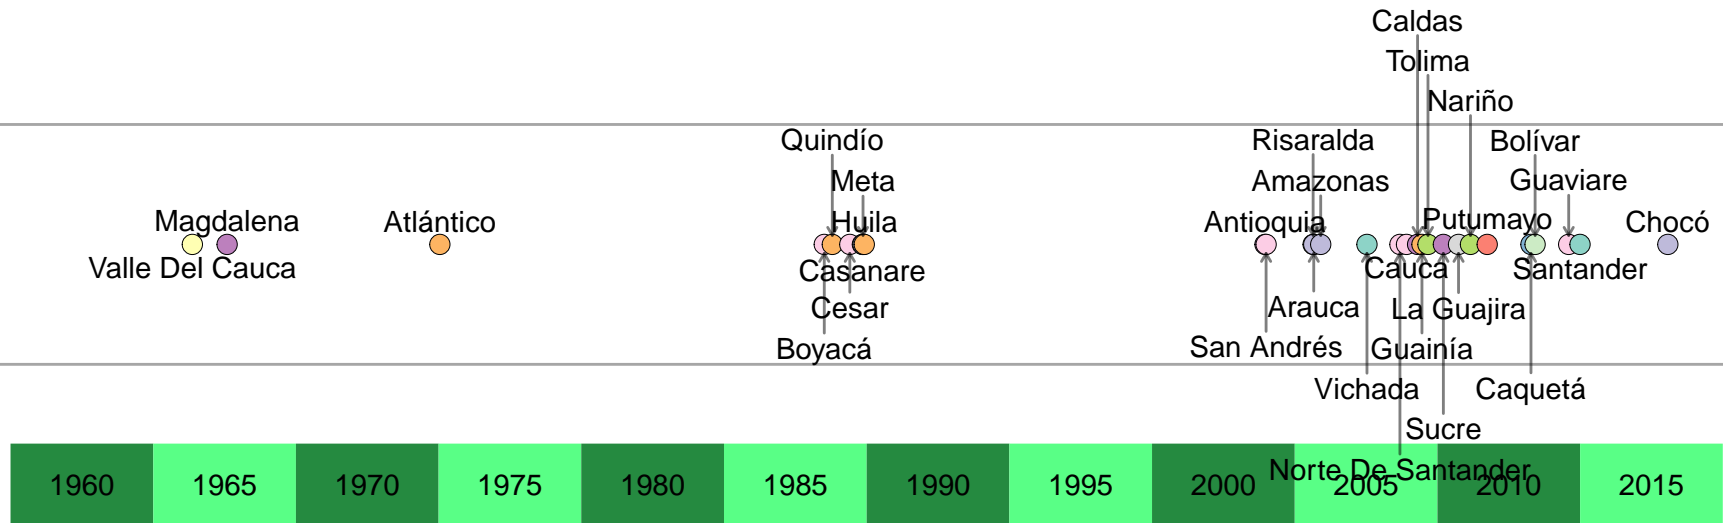 Caldas
Tolima
Nariño
Quindío
Risaralda
Bolívar
Meta
Amazonas
Guaviare
Magdalena
Atlántico
Huila
Antioquia
Putumayo
Chocó
Valle Del Cauca
Casanare
Cauca
Santander
Cesar
Arauca
La Guajira
Boyacá
San Andrés
Guainía
Vichada
Caquetá
Sucre
Norte De Santander
1960
1965
1970
1975
1980
1985
1990
1995
2000
2005
2010
2015